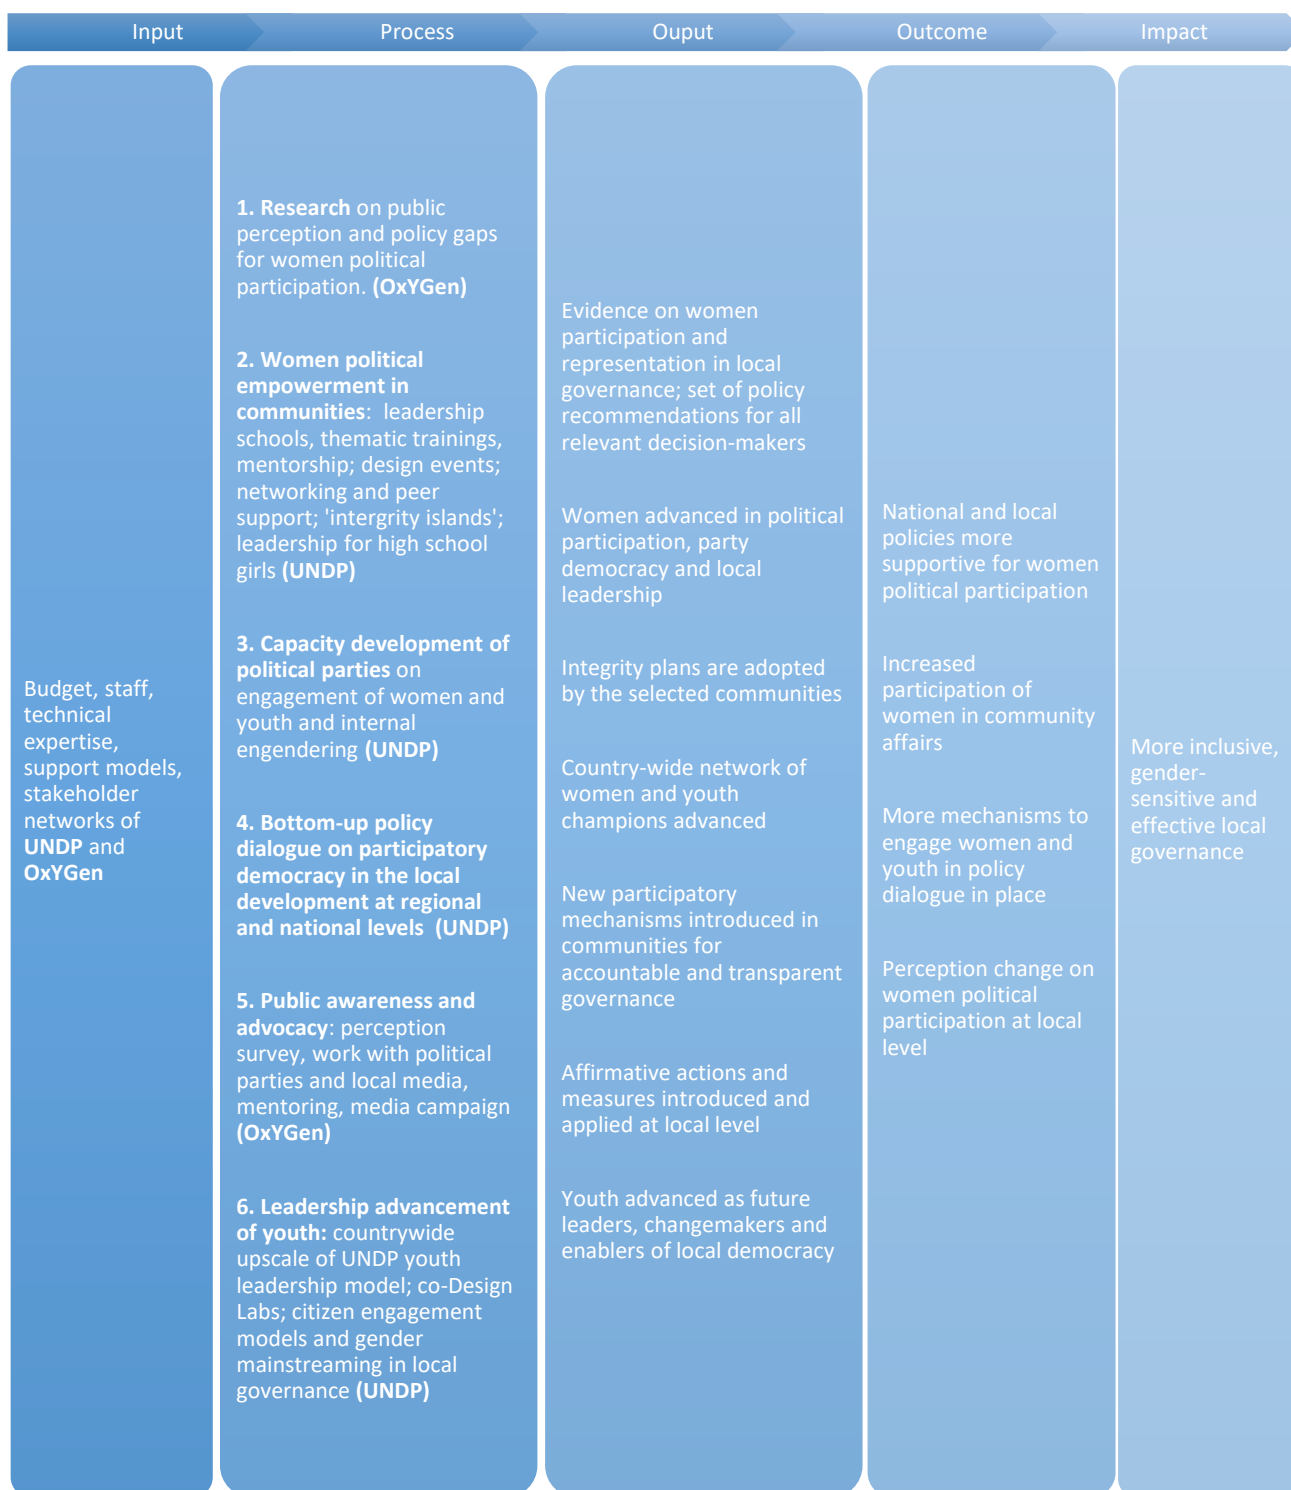 Input
Process
Ouput
Outcome
Impact
Budget, staff,
technical
expertise,
support models,
stakeholder
networks of
UNDP and
OxYGen
1. Research on public
perception and policy gaps
for women political
participation. (OxYGen)
2. Women political
empowerment in
communities:  leadership
schools, thematic trainings,
mentorship; design events;
networking and peer
support; 'intergrity islands';
leadership for high school
girls (UNDP)
3. Capacity development of
political parties on
engagement of women and
youth and internal
engendering (UNDP)
4. Bottom-up policy
dialogue on participatory
democracy in the local
development at regional
and national levels  (UNDP)
5. Public awareness and
advocacy: perception
survey, work with political
parties and local media,
mentoring, media campaign
(OxYGen)
6. Leadership advancement
of youth: countrywide
upscale of UNDP youth
leadership model; co-Design
Labs; citizen engagement
models and gender
mainstreaming in local
governance (UNDP)
Evidence on women
participation and
representation in local
governance; set of policy
recommendations for all
relevant decision-makers
Women advanced in political
participation, party
democracy and local
leadership
Integrity plans are adopted
by the selected communities
Country-wide network of
women and youth
champions advanced
New participatory
mechanisms introduced in
communities for
accountable and transparent
governance
Affirmative actions and
measures introduced and
applied at local level
Youth advanced as future
leaders, changemakers and
enablers of local democracy
National and local
policies more
supportive for women
political participation
Increased
participation of
women in community
affairs
More mechanisms to
engage women and
youth in policy
dialogue in place
Perception change on
women political
participation at local
level
More inclusive,
gender-
sensitive and
effective local
governance